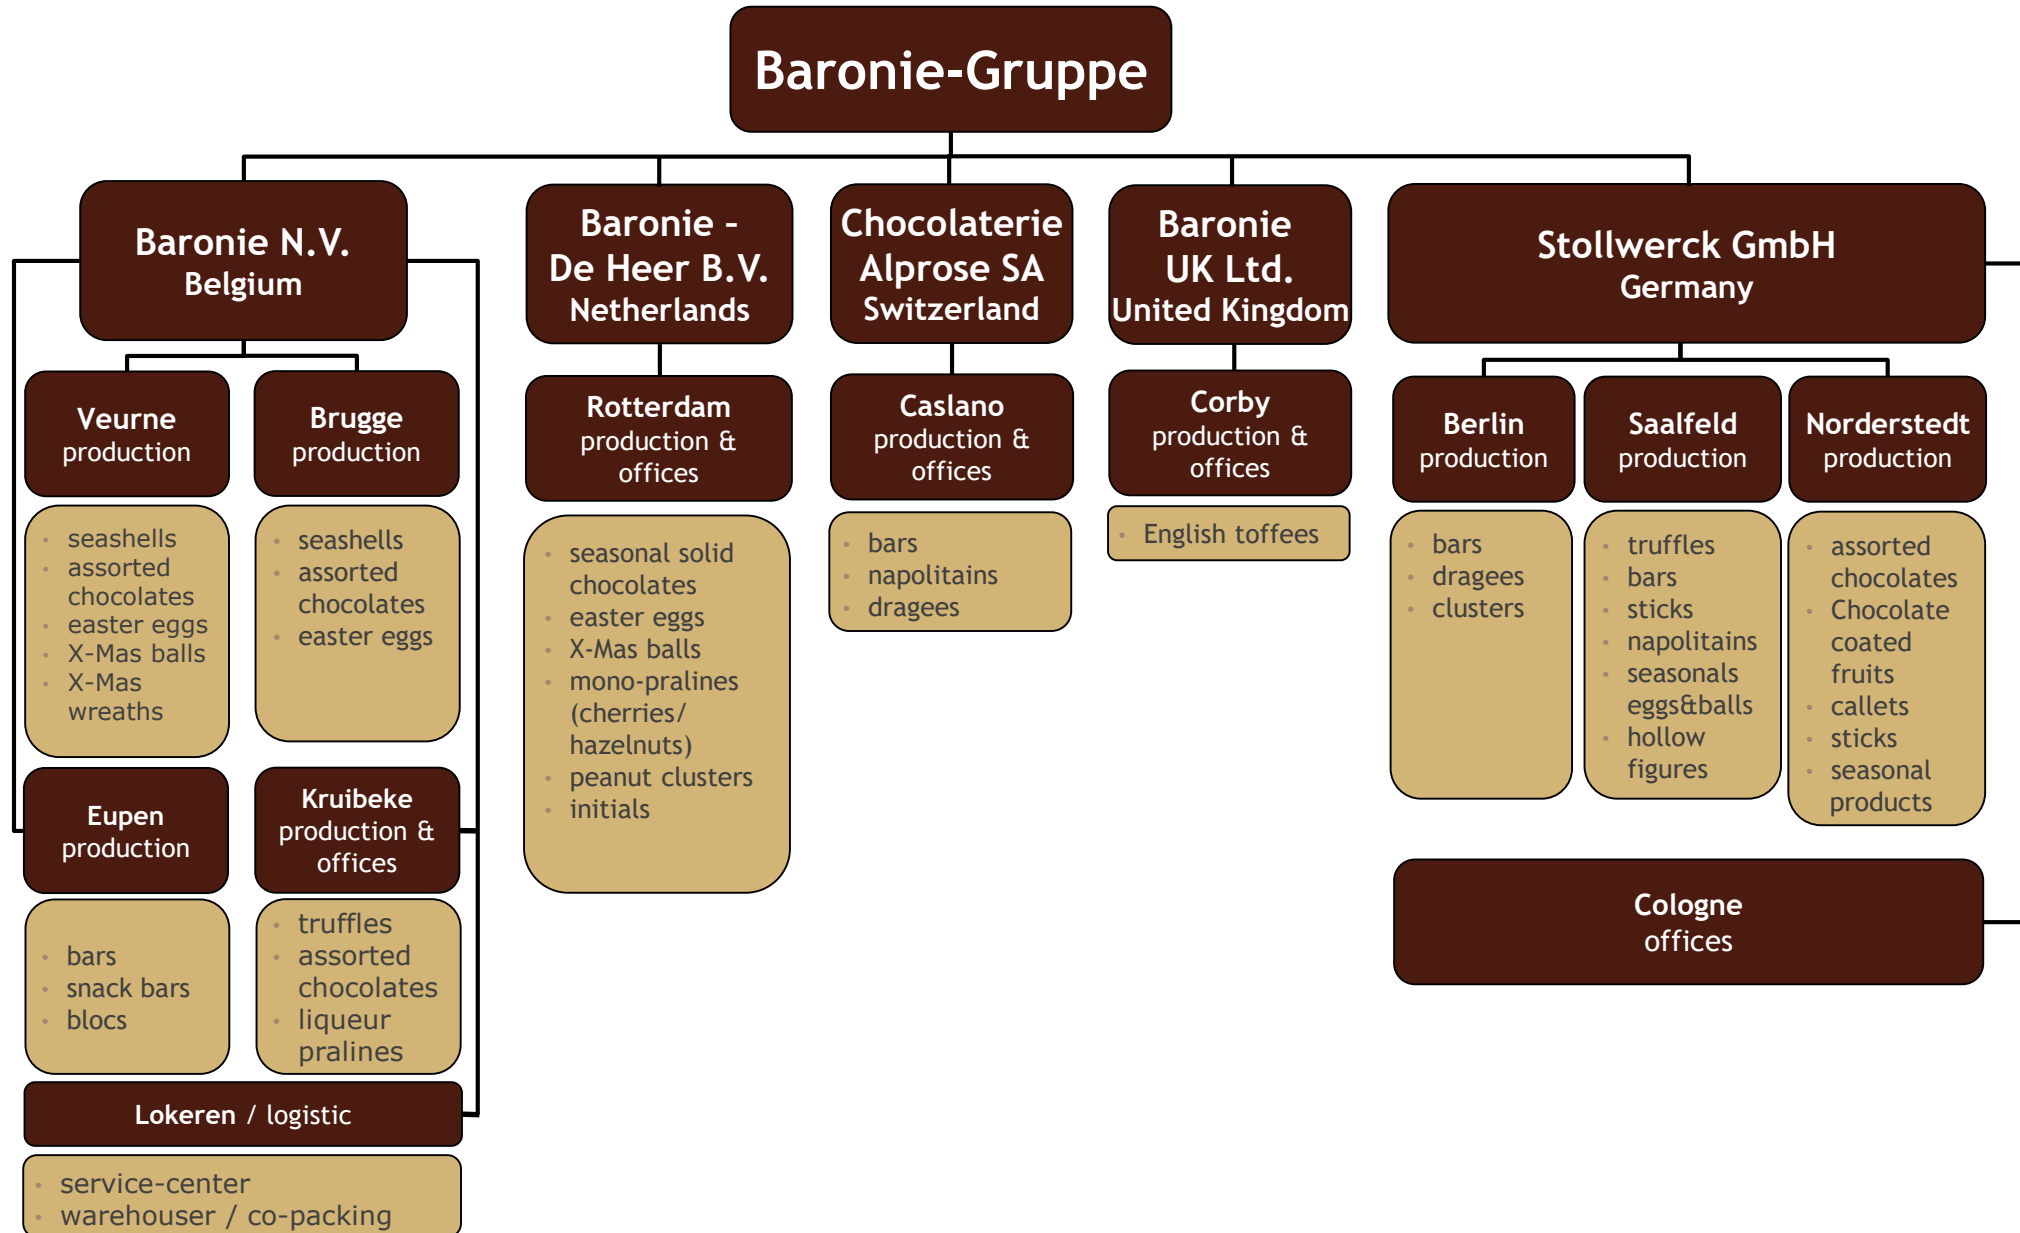 Baronie-Gruppe
Baronie N.V.
Belgium
Baronie –
De Heer B.V.
Netherlands
Chocolaterie
Alprose SA
Switzerland
Baronie
UK Ltd.
United Kingdom
Stollwerck GmbH
Germany
Veurne
production
Brugge
production
Rotterdam
production &
offices
Caslano
production &
offices
Corby
production &
offices
Berlin
production
Saalfeld
production
Norderstedt
production
• seashells
• assorted
chocolates
• easter eggs
• X-Mas balls
• X-Mas
wreaths
• seashells
• assorted
chocolates
• easter eggs
• seasonal solid
chocolates
• easter eggs
• X-Mas balls
• mono-pralines
(cherries/
hazelnuts)
• peanut clusters
• initials
• bars
• napolitains
• dragees
• English toffees
• bars
• dragees
• clusters
• truffles
• bars
• sticks
• napolitains
• seasonals
eggs&balls
• hollow
figures
• assorted
chocolates
• Chocolate
coated
fruits
• callets
• sticks
• seasonal
products
Eupen
production
Kruibeke
production &
offices
• bars
• snack bars
• blocs
• truffles
• assorted
chocolates
• liqueur
pralines
Cologne
offices
Lokeren / logistic
• service-center
• warehouser / co-packing